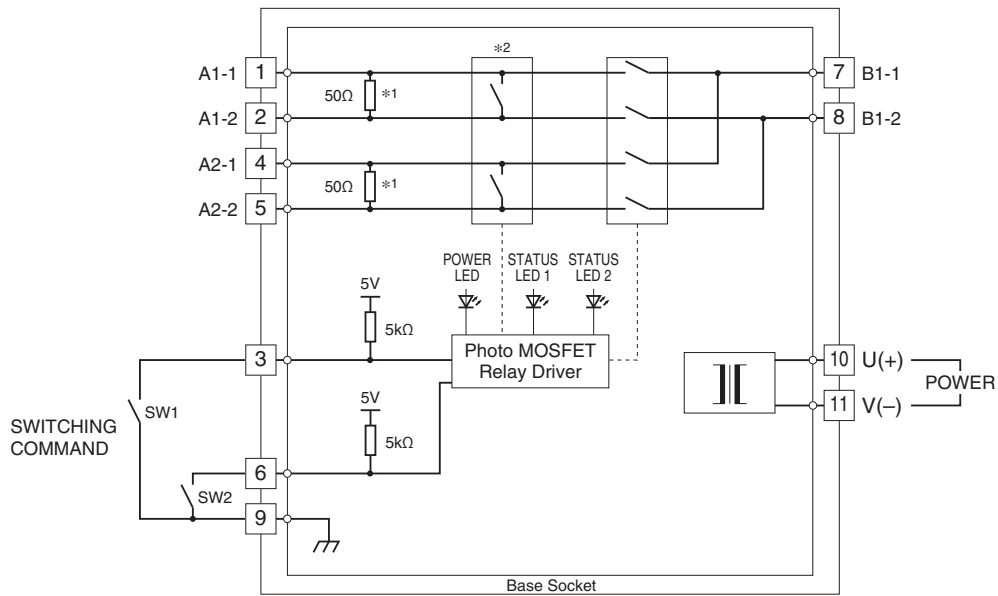 *2
A1-1 1 7 B1-1
50Ω *1
A1-2 2 8 B1-2
A2-1 4
50Ω *1
A2-2 5
POWER LED
STATUS LED 1
STATUS LED 2
5V
5kΩ
3
Photo MOSFET
Relay Driver
10 U(+)
POWER
11 V(–)
SW1
5V
5kΩ
SWITCHING
COMMAND
6
SW2
9
Base Socket